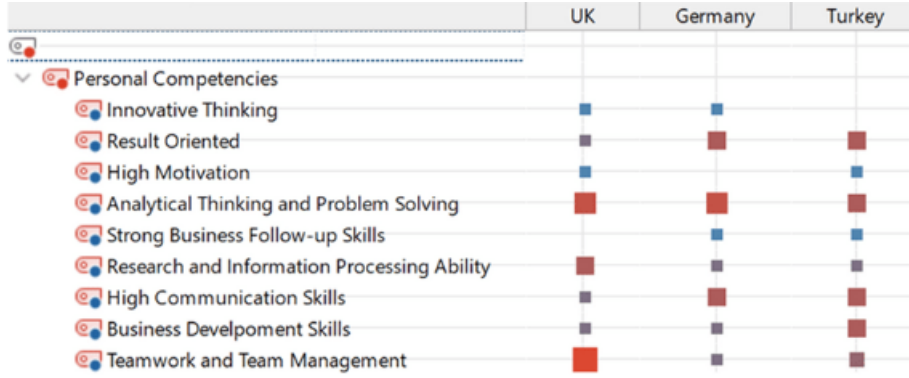 UK Germany Turkey
Personal Competencies
Innovative Thinking
Result Oriented
High Motivation
Analytical Thinking and Problem Solving
Strong Business Follow-up Skills
Research and Information Processing Ability
High Communication Skills
Business Develpoment Skills
Teamwork and Team Management